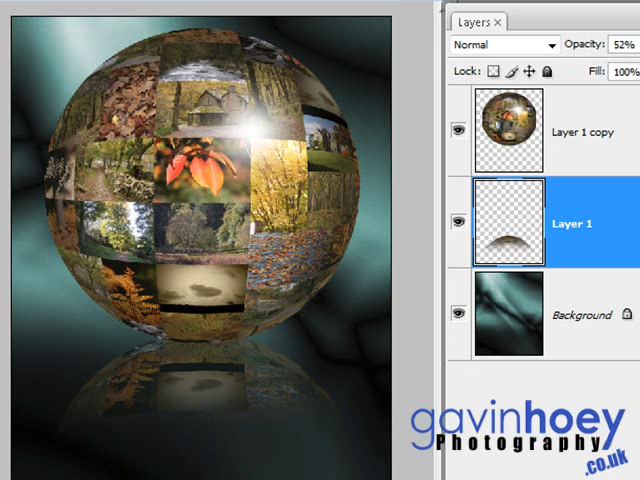 Layers ×
Normal Opacity: 52%
Lock: Fill: 100%
Layer 1 copy
Layer 1
Background
gavinhoey
Photography
.co.uk